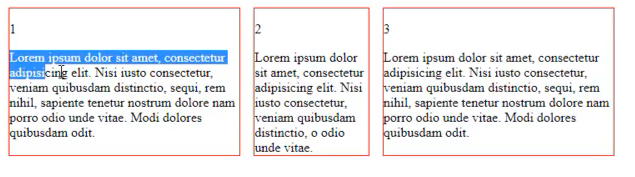 1
Lorem ipsum dolor sit amet, consectetur
adipisicing elit. Nisi iusto consectetur,
veniam quibusdam distinctio, sequi, rem
nihil, sapiente tenetur nostrum dolore nam
porro odio unde vitae. Modi dolores
quibusdam odit.
2
Lorem ipsum dolor
sit amet, consectetur
adipisicing elit. Nisi
iusto consectetur,
veniam quibusdam
distinctio, o odio
unde vitae.
3
Lorem ipsum dolor sit amet, consectetur
adipisicing elit. Nisi iusto consectetur,
veniam quibusdam distinctio, sequi, rem
nihil, sapiente tenetur nostrum dolore nam
porro odio unde vitae. Modi dolores
quibusdam odit.